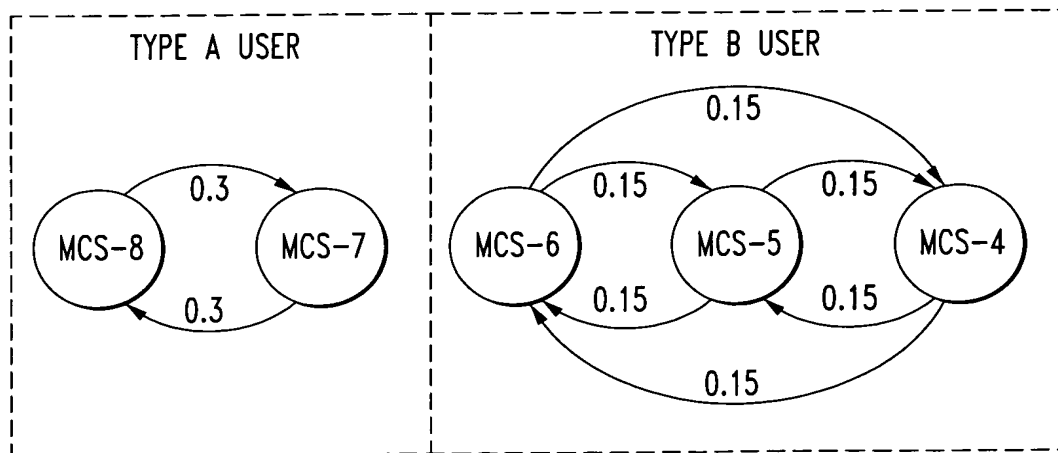 TYPE A USER
0.3
MCS-8
MCS-7
0.3
TYPE B USER
0.15
0.15
0.15
MCS-6
MCS-5
MCS-4
0.15
0.15
0.15